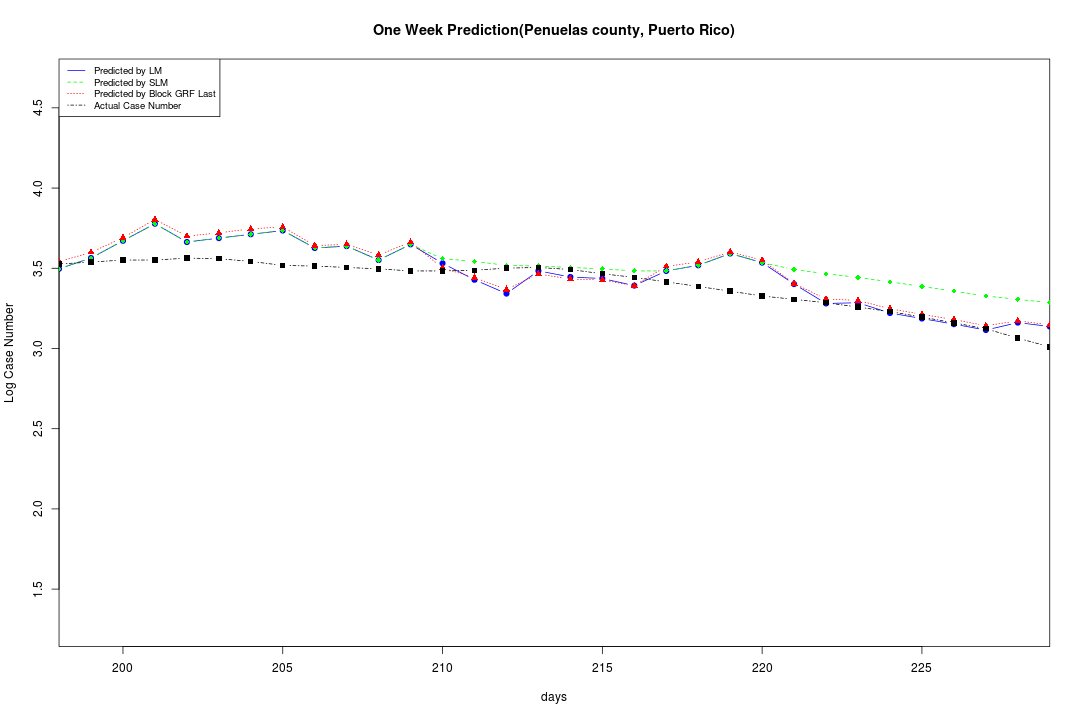 One Week Prediction(Penuelas county, Puerto Rico)
Predicted by LM
Predicted by SLM
Predicted by Block GRF Last
Actual Case Number
Log Case Number
4.5
4.0
3.5
3.0
2.5
2.0
1.5
200 205 210 215 220 225
days